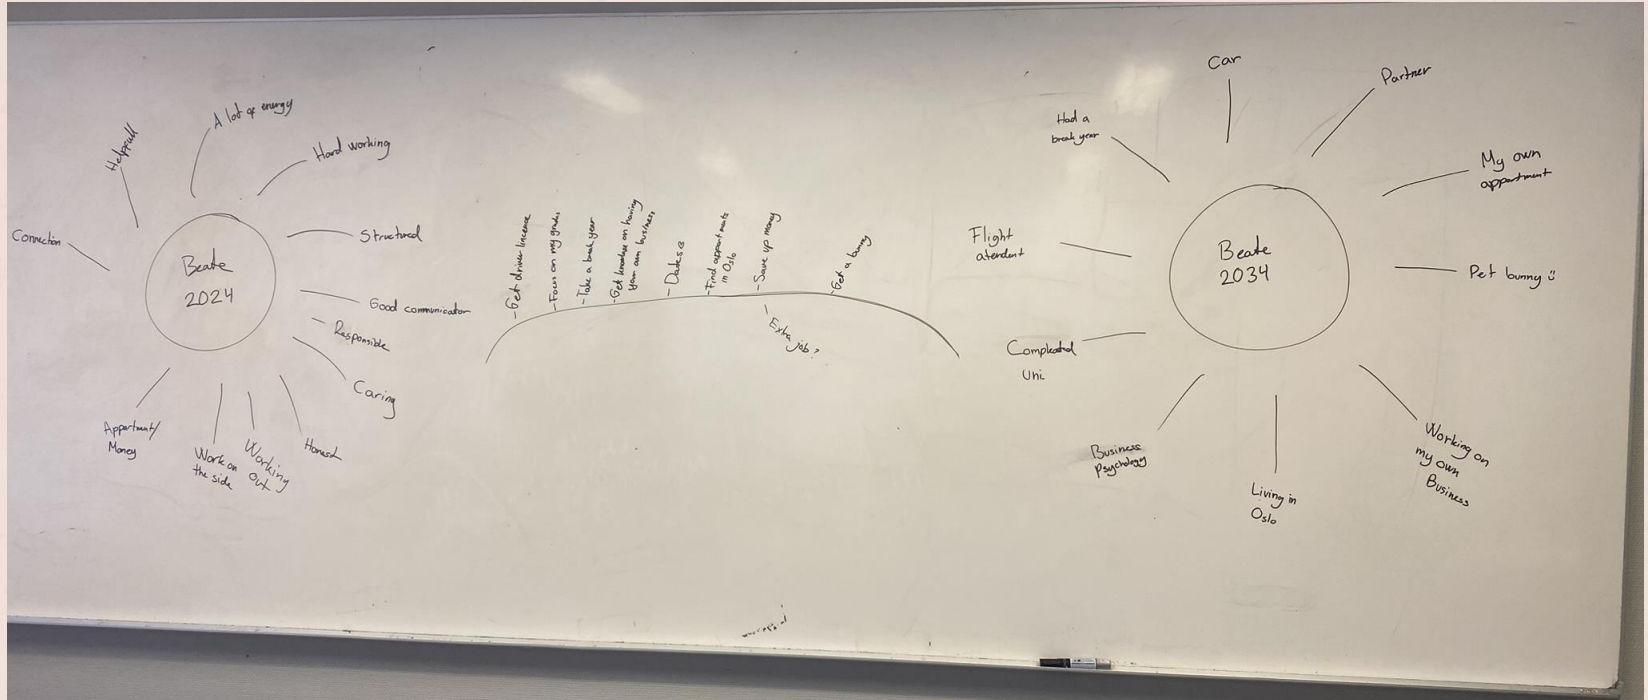 Helpfull
A lot of energy
Hard working
Connection
Structured
Beate
2024
Good communicator
Responsible
Caring
Appartment/
Money
Work on
the side
Working
out
Honest
-Get driver lincence
-Focus on my grades
-Take a break year
-Get knowledge on having
your own business
-Dates
-Find appartments
in Oslo
-Save up money
-Get a bunny
Extra
job?
Car
Partner
Had a
break year
My own
appartment
Flight
atendent
Beate
2034
Pet bunny
Compleated
Uni
Business
psychology
Living in
Oslo
Working on
my own
Business